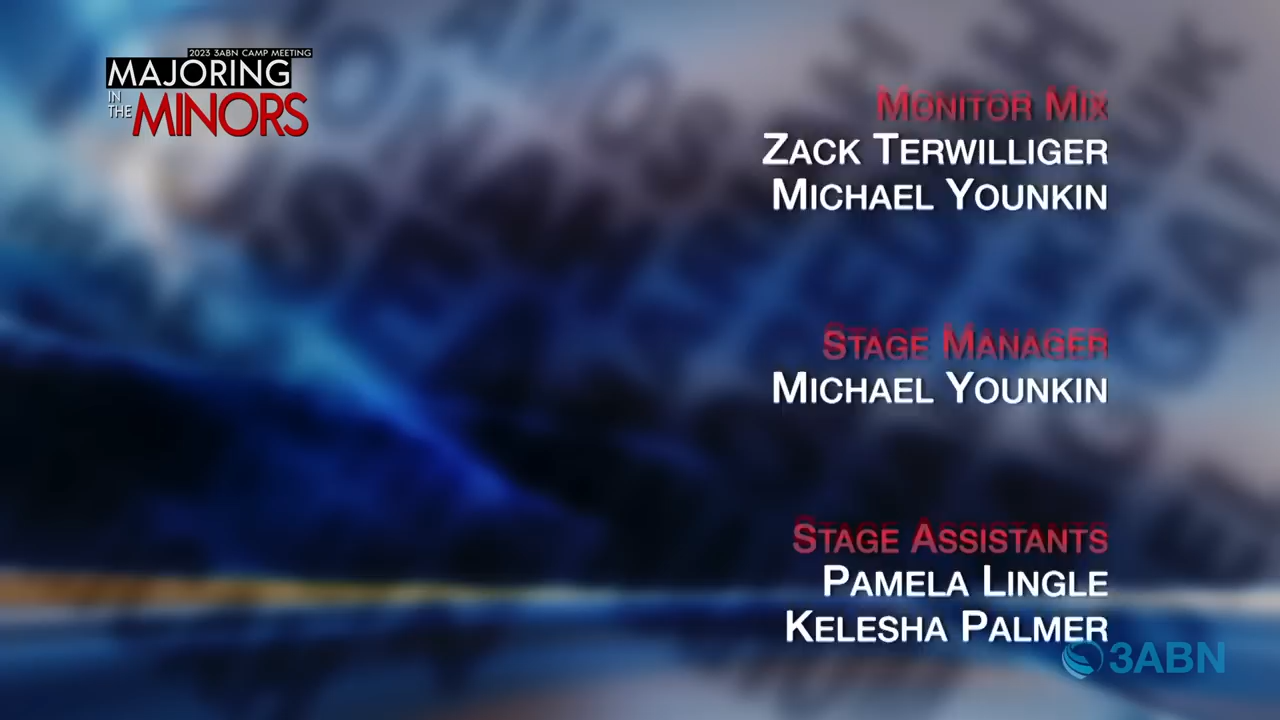 2023 3ABN CAMP MEETING
MAJORING
IN THE
MINORS
MONITOR MIX
ZACK TERWILLIGER
MICHAEL YOUNKIN
STAGE MANAGER
MICHAEL YOUNKIN
STAGE ASSISTANTS
PAMELA LINGLE
KELESHA PALMER
3ABN